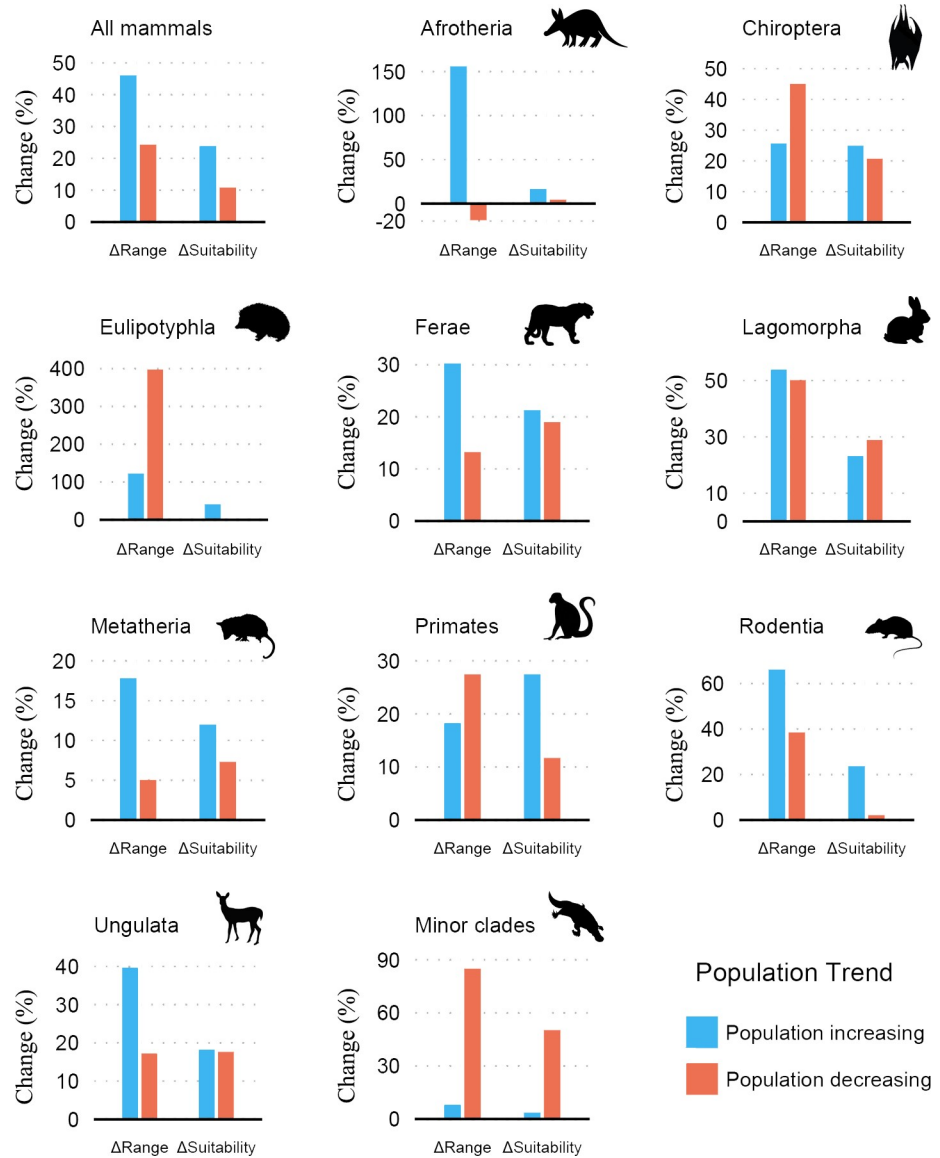 All mammals
Change (%)
50
40
30
20
10
0
ΔRange ΔSuitability
Afrotheria
Change (%)
150
100
50
0
-20
ΔRange ΔSuitability
Chiroptera
Change (%)
50
40
30
20
10
0
ΔRange ΔSuitability
Eulipotyphla
Change (%)
400
300
200
100
0
ΔRange ΔSuitability
Ferae
Change (%)
30
20
10
0
ΔRange ΔSuitability
Lagomorpha
Change (%)
50
30
10
0
ΔRange ΔSuitability
Metatheria
Change (%)
20
15
10
5
0
ΔRange ΔSuitability
Primates
Change (%)
30
20
10
0
ΔRange ΔSuitability
Rodentia
Change (%)
60
40
20
0
ΔRange ΔSuitability
Ungulata
Change (%)
40
30
20
10
0
ΔRange ΔSuitability
Minor clades
Change (%)
90
60
30
0
ΔRange ΔSuitability
Population Trend
Population increasing
Population decreasing